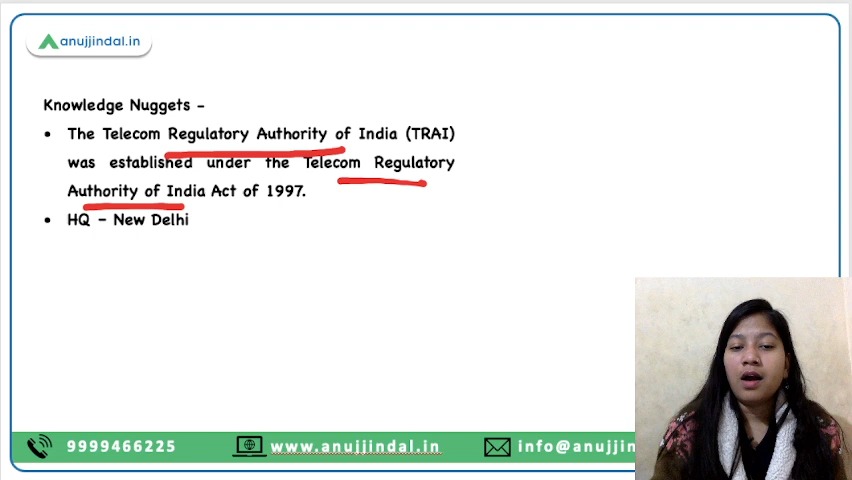 anujjindal.in
Knowledge Nuggets -
• The Telecom Regulatory Authority of India (TRAI)
was established under the Telecom Regulatory
Authority of India Act of 1997.
• HQ – New Delhi
9999466225 www.anujjindal.in info@anujjin